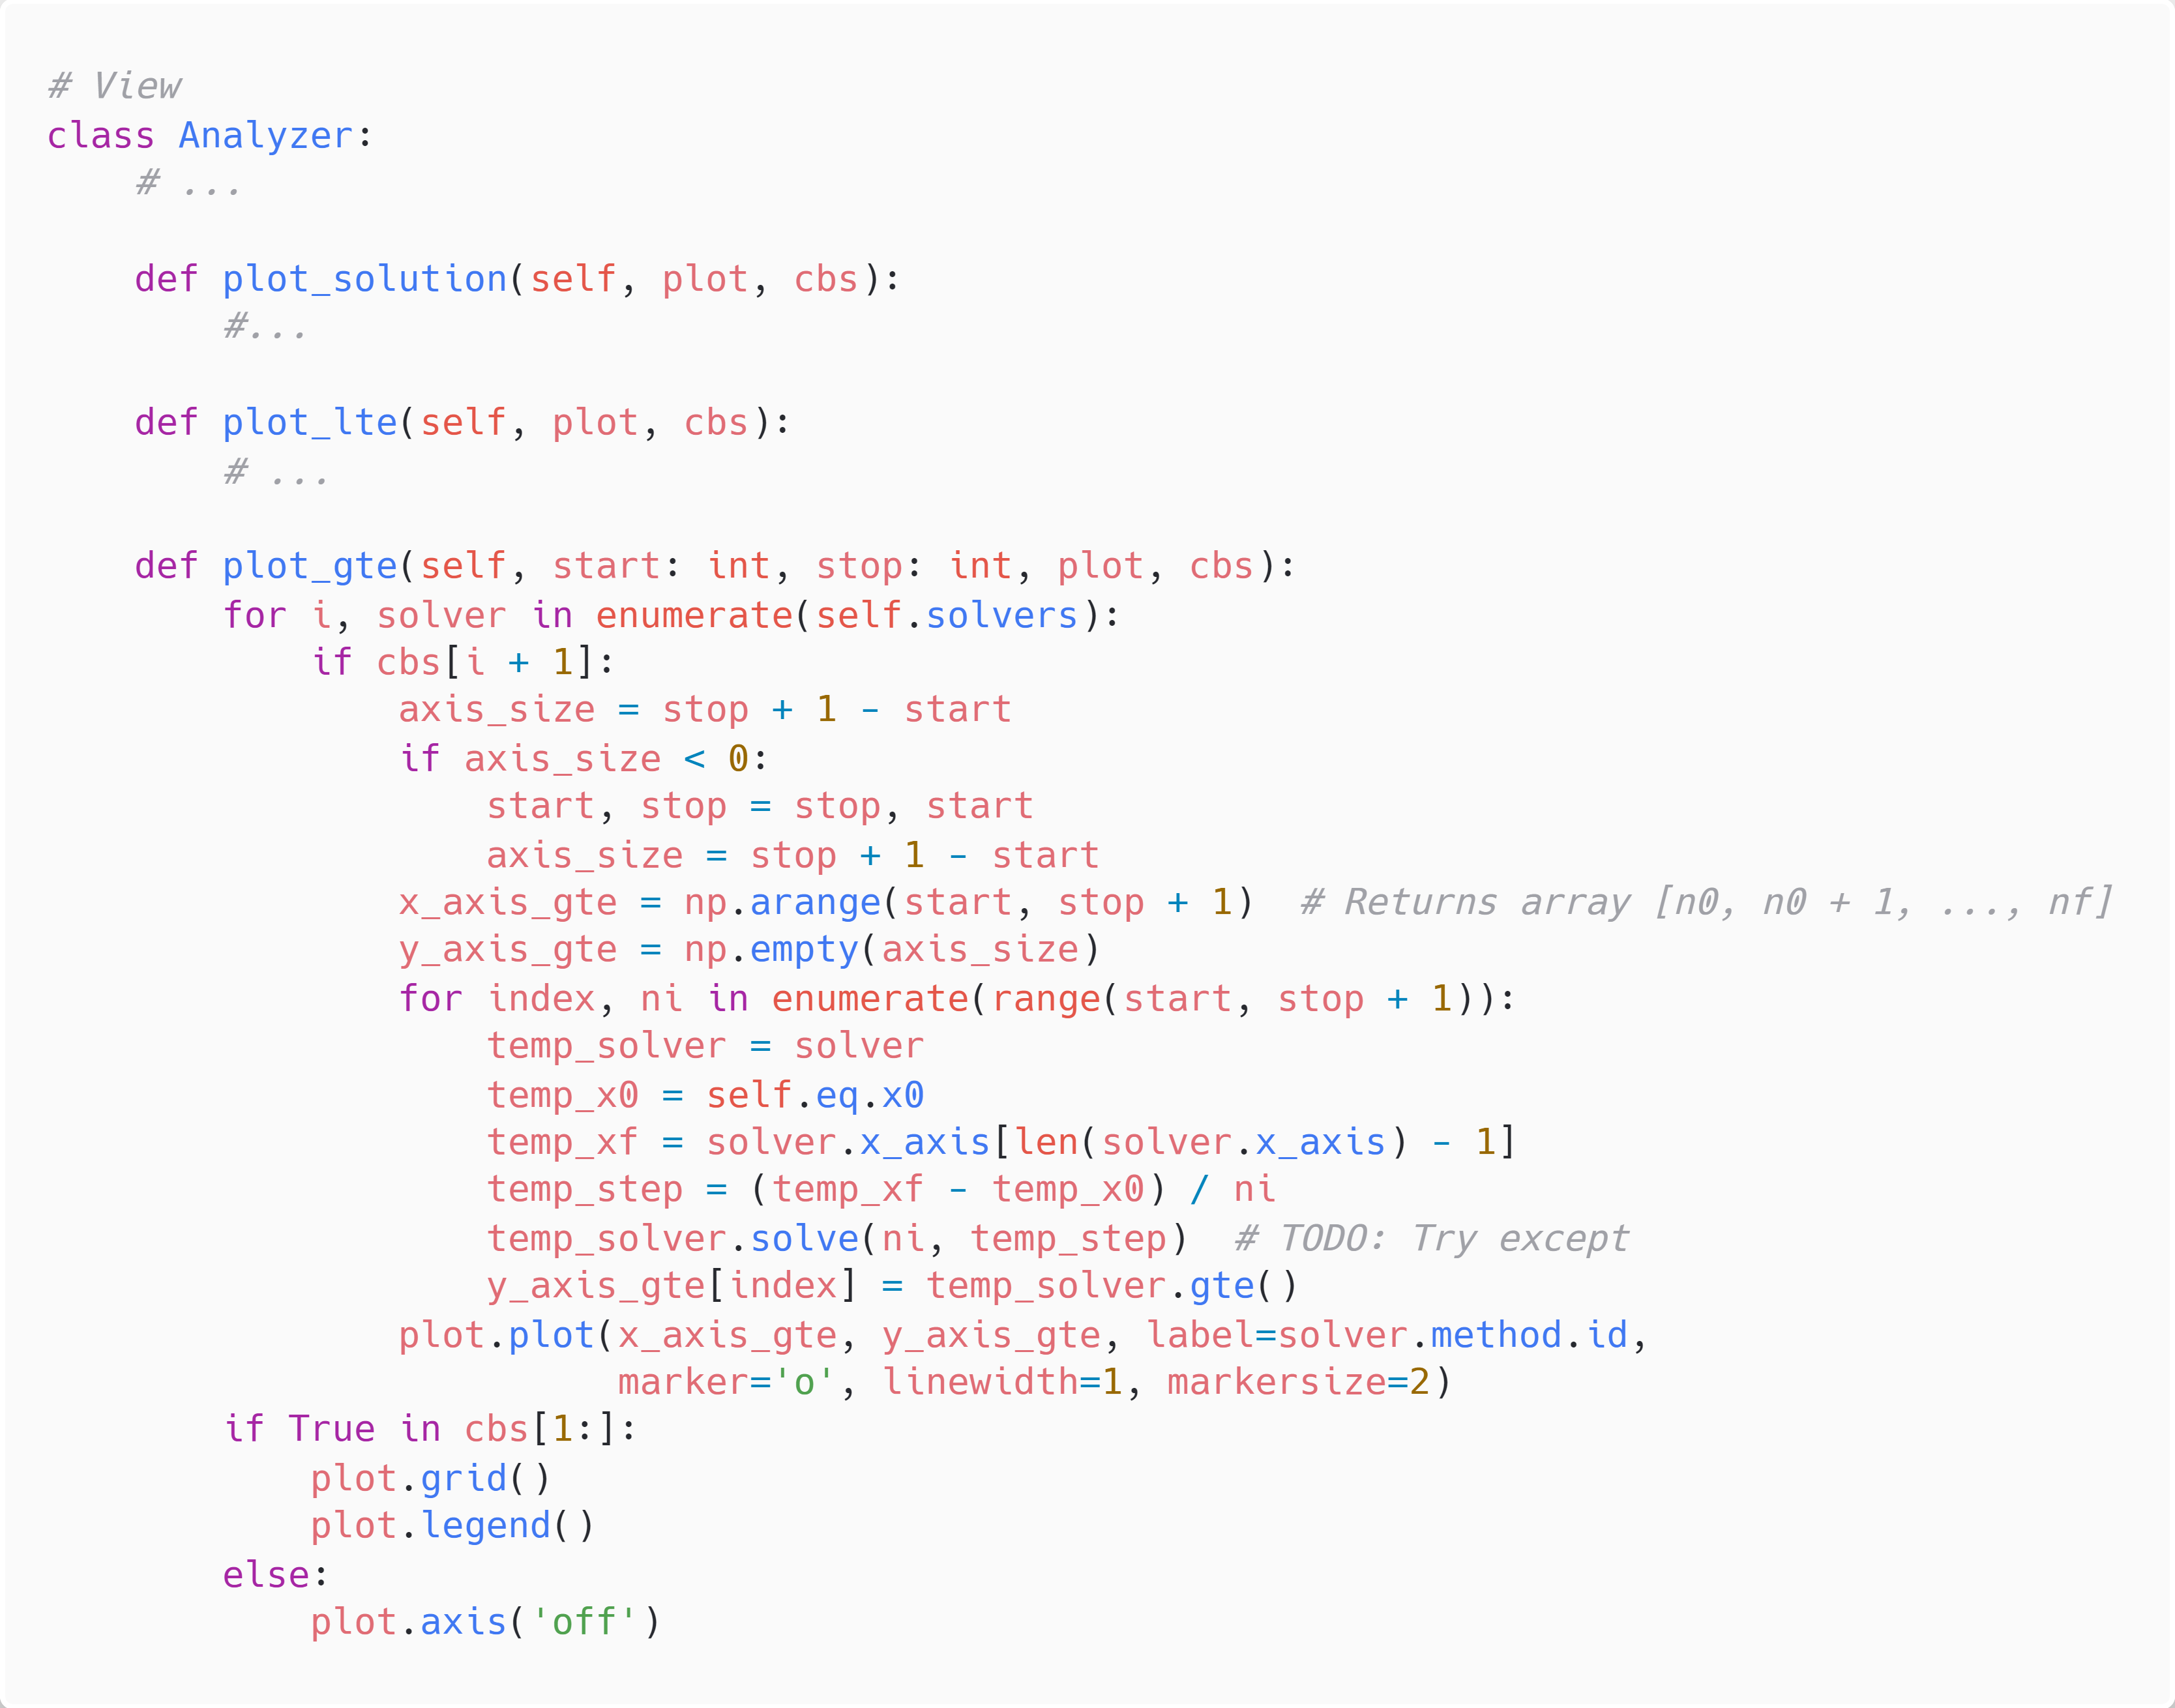 # View
class Analyzer:
    # ...

    def plot_solution(self, plot, cbs):
        #...

    def plot_lte(self, plot, cbs):
        # ...

    def plot_gte(self, start: int, stop: int, plot, cbs):
        for i, solver in enumerate(self.solvers):
            if cbs[i + 1]:
                axis_size = stop + 1 - start
                if axis_size < 0:
                    start, stop = stop, start
                    axis_size = stop + 1 - start
                x_axis_gte = np.arange(start, stop + 1)  # Returns array [n0, n0 + 1, ..., nf]
                y_axis_gte = np.empty(axis_size)
                for index, ni in enumerate(range(start, stop + 1)):
                    temp_solver = solver
                    temp_x0 = self.eq.x0
                    temp_xf = solver.x_axis[len(solver.x_axis) - 1]
                    temp_step = (temp_xf - temp_x0) / ni
                    temp_solver.solve(ni, temp_step)  # TODO: Try except
                    y_axis_gte[index] = temp_solver.gte()
                plot.plot(x_axis_gte, y_axis_gte, label=solver.method.id,
                          marker='o', linewidth=1, markersize=2)
        if True in cbs[1:]:
            plot.grid()
            plot.legend()
        else:
            plot.axis('off')